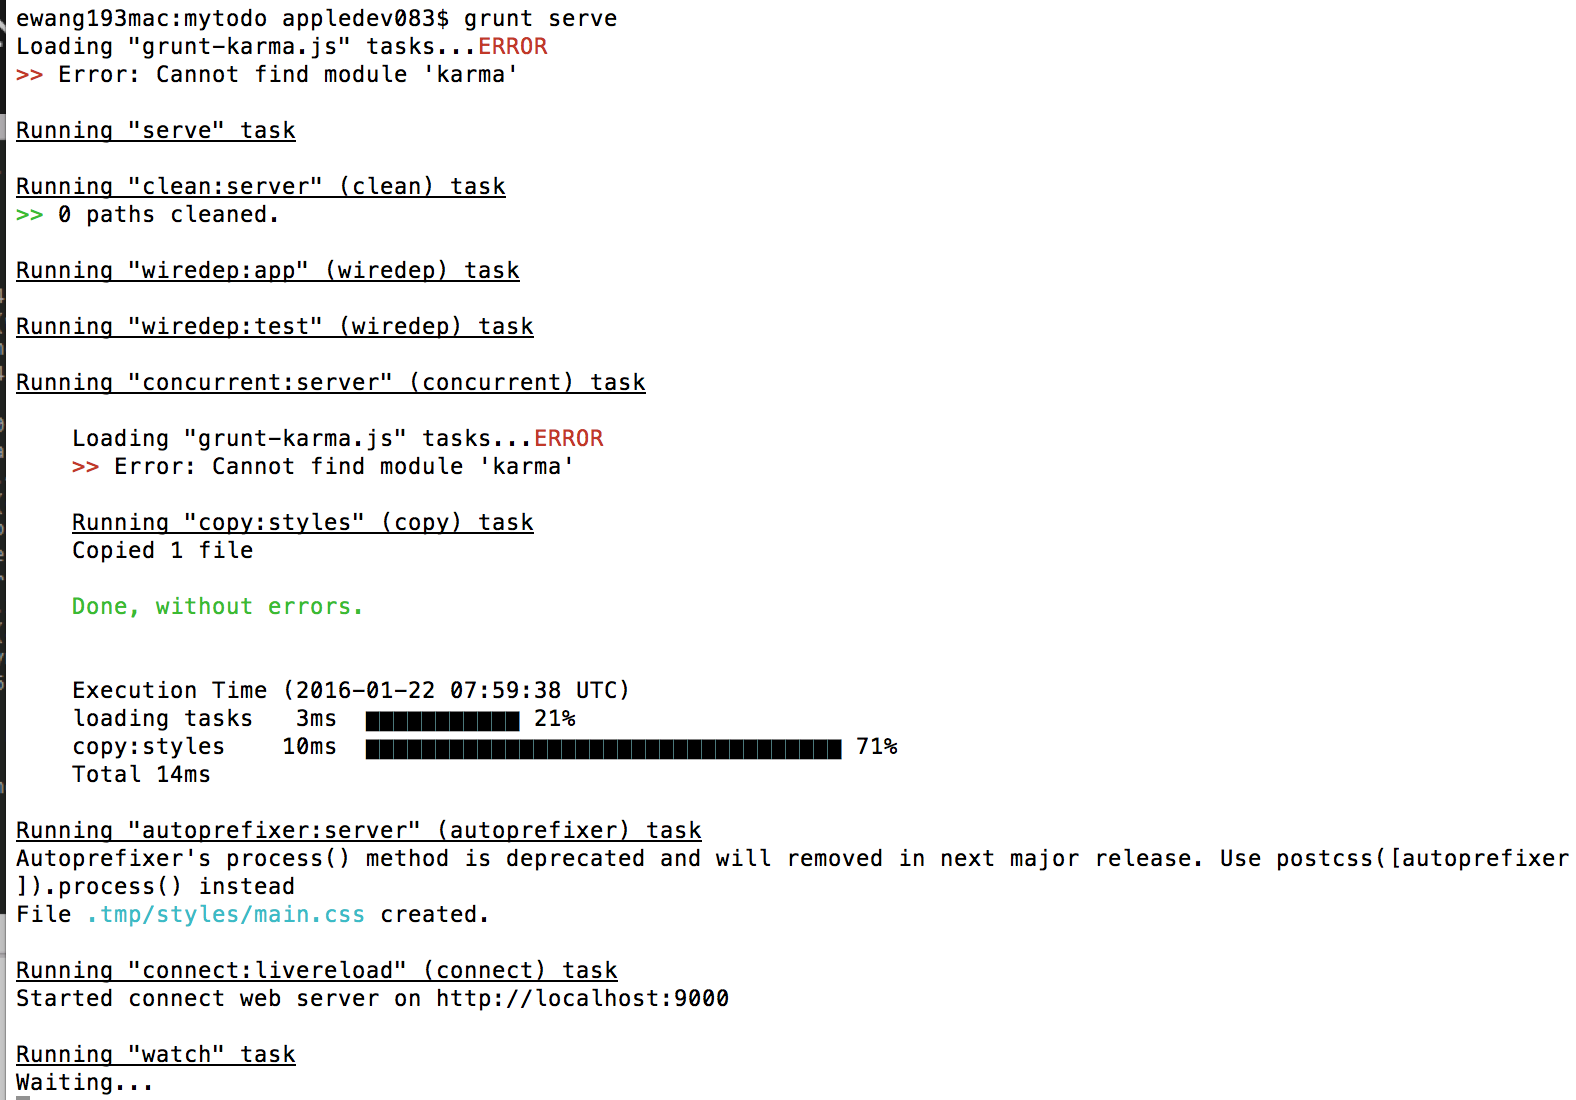 ewang193mac:mytodo appledev083$ grunt serve
Loading "grunt-karma.js" tasks...ERROR
>> Error: Cannot find module 'karma'
Running "serve" task
Running "clean:server" (clean) task
>> 0 paths cleaned.
Running "wiredep:app" (wiredep) task
Running "wiredep:test" (wiredep) task
Running "concurrent:server" (concurrent) task
Loading "grunt-karma.js" tasks...ERROR
>> Error: Cannot find module 'karma'
Running "copy:styles" (copy) task
Copied 1 file
Done, without errors.
Execution Time (2016-01-22 07:59:38 UTC)
loading tasks 3ms 21%
copy:styles 10ms 71%
Total 14ms
Running "autoprefixer:server" (autoprefixer) task
Autoprefixer's process() method is deprecated and will removed in next major release. Use postcss([autoprefixer
]).process() instead
File .tmp/styles/main.css created.
Running "connect:livereload" (connect) task
Started connect web server on http://localhost:9000
Running "watch" task
Waiting...